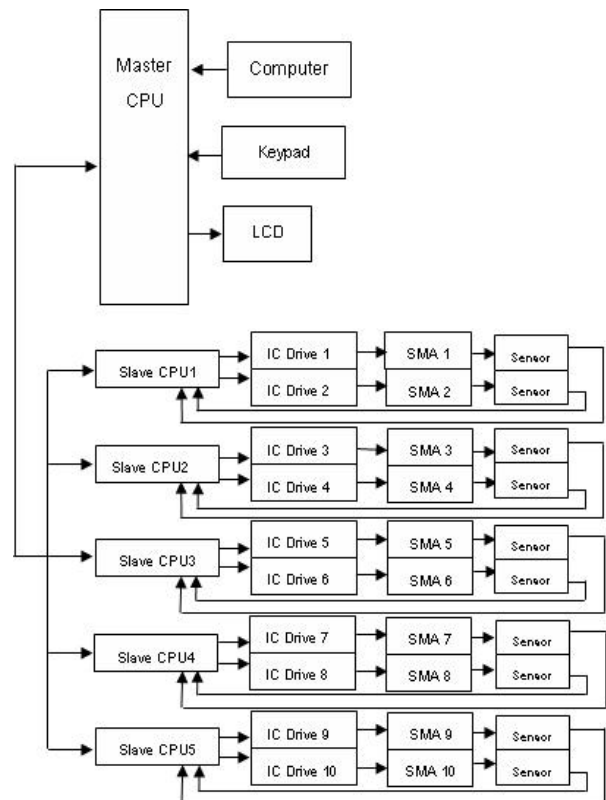 Master
CPU
Computer
Keypad
LCD
Slave CPU1
IC Drive 1
SMA 1
Sensor
IC Drive 2
SMA 2
Sensor
Slave CPU2
IC Drive 3
SMA 3
Sensor
IC Drive 4
SMA 4
Sensor
Slave CPU3
IC Drive 5
SMA 5
Sensor
IC Drive 6
SMA 6
Sensor
Slave CPU4
IC Drive 7
SMA 7
Sensor
IC Drive 8
SMA 8
Sensor
Slave CPU5
IC Drive 9
SMA 9
Sensor
IC Drive 10
SMA 10
Sensor